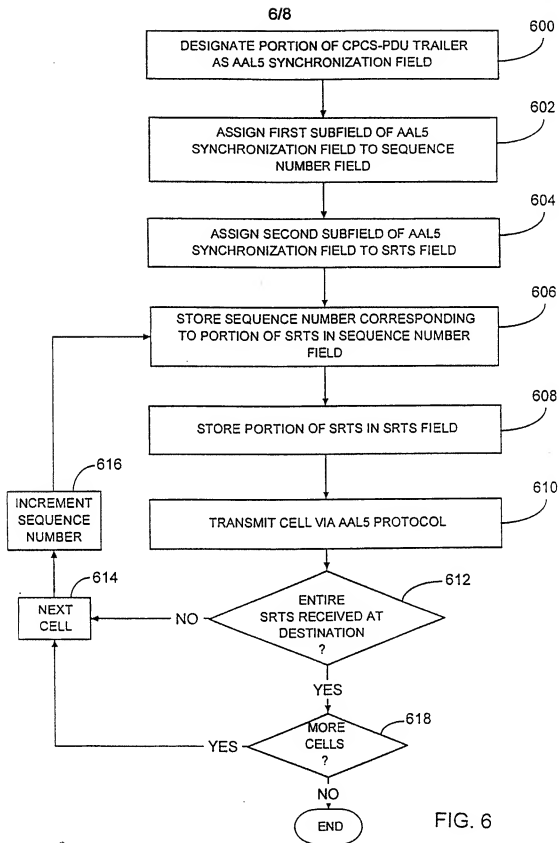 6/8
600
DESIGNATE PORTION OF CPCS-PDU TRAILER
AS AAL5 SYNCHRONIZATION FIELD
602
ASSIGN FIRST SUBFIELD OF AAL5
SYNCHRONIZATION FIELD TO SEQUENCE
NUMBER FIELD
604
ASSIGN SECOND SUBFIELD OF AAL5
SYNCHRONIZATION FIELD TO SRTS FIELD
606
STORE SEQUENCE NUMBER CORRESPONDING
TO PORTION OF SRTS IN SEQUENCE NUMBER
FIELD
608
STORE PORTION OF SRTS IN SRTS FIELD
616
INCREMENT
SEQUENCE
NUMBER
610
TRANSMIT CELL VIA AAL5 PROTOCOL
614
NEXT
CELL
NO
612
ENTIRE
SRTS RECEIVED AT
DESTINATION
?
YES
618
MORE
CELLS
?
YES
NO
END
FIG. 6